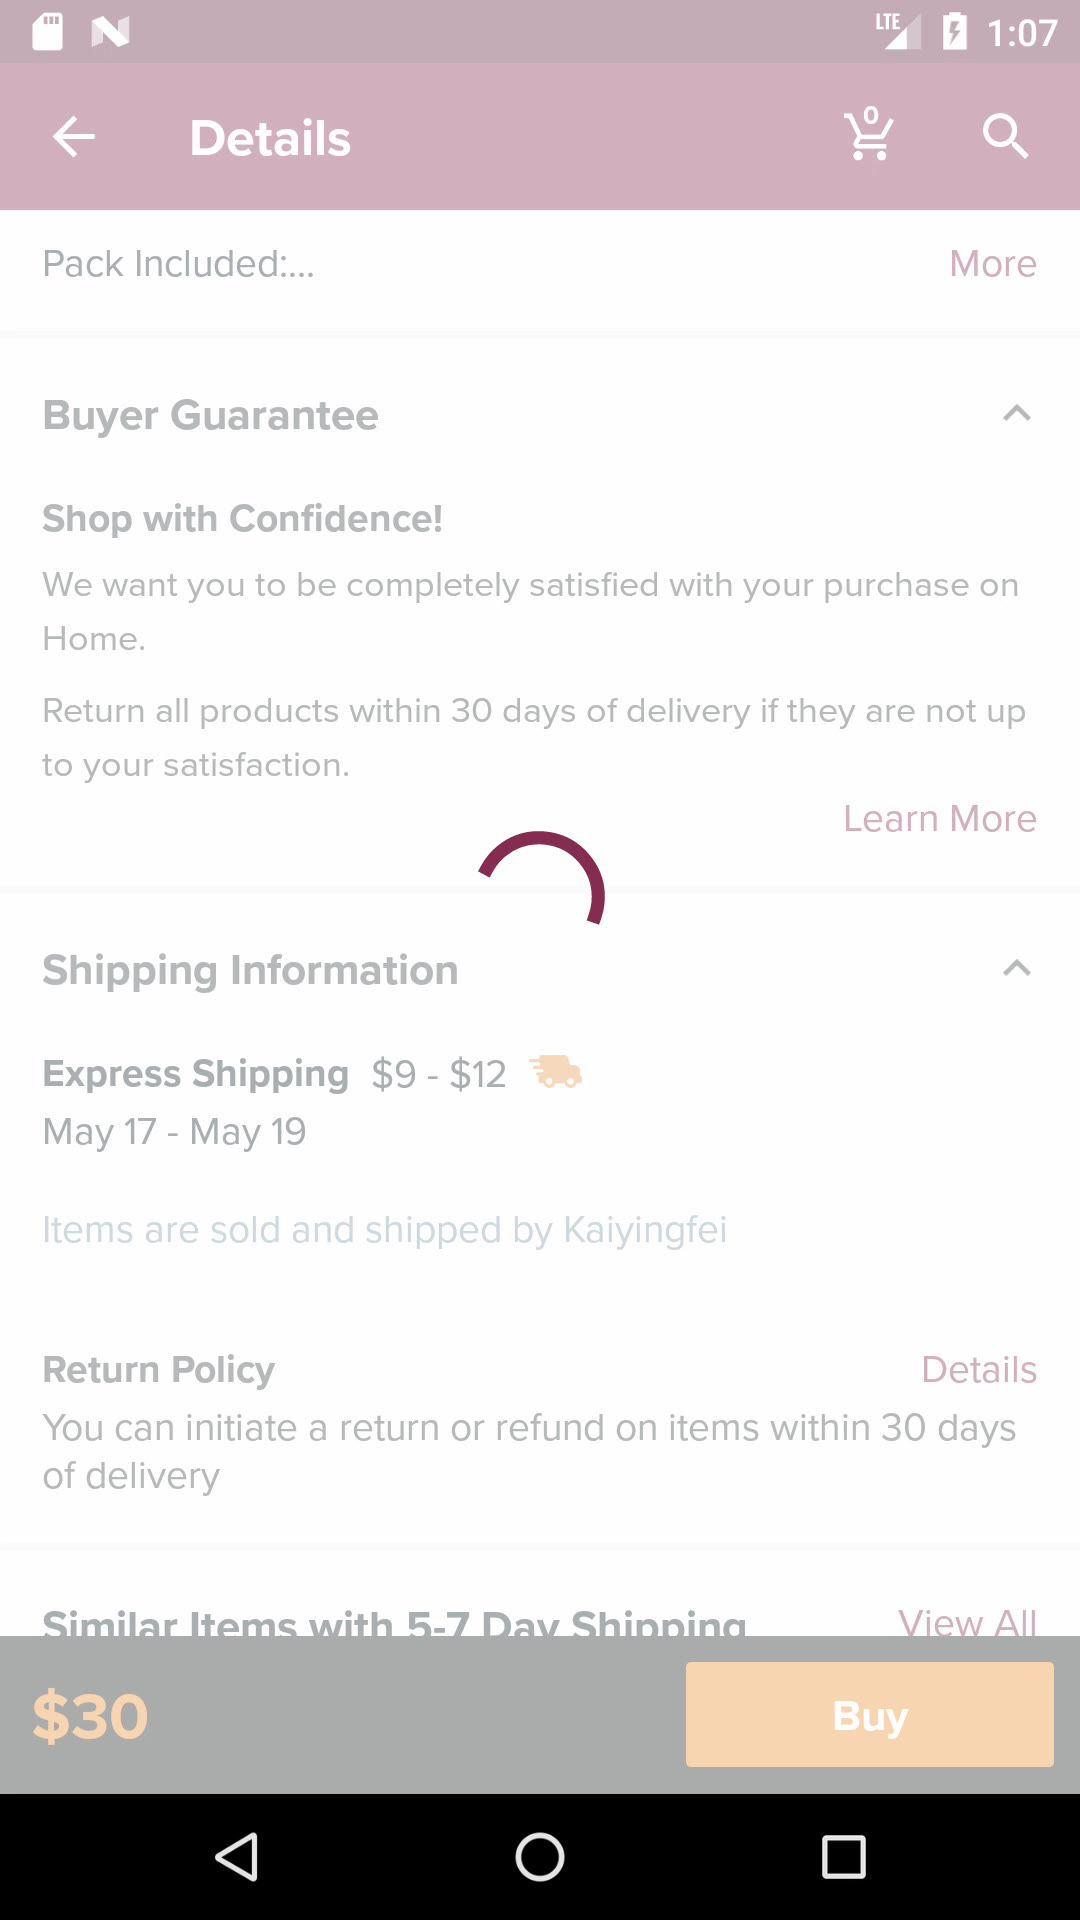 LTE 1:07
Details 0
Pack Included:... More
Buyer Guarantee
Shop with Confidence!
We want you to be completely satisfied with your purchase on
Home.
Return all products within 30 days of delivery if they are not up
to your satisfaction.
Learn More
Shipping Information
Express Shipping $9 - $12
May 17 - May 19
Items are sold and shipped by Kaiyingfei
Return Policy Details
You can initiate a return or refund on items within 30 days
of delivery
Similar Items with 5-7 Day Shipping View All
$30 Buy